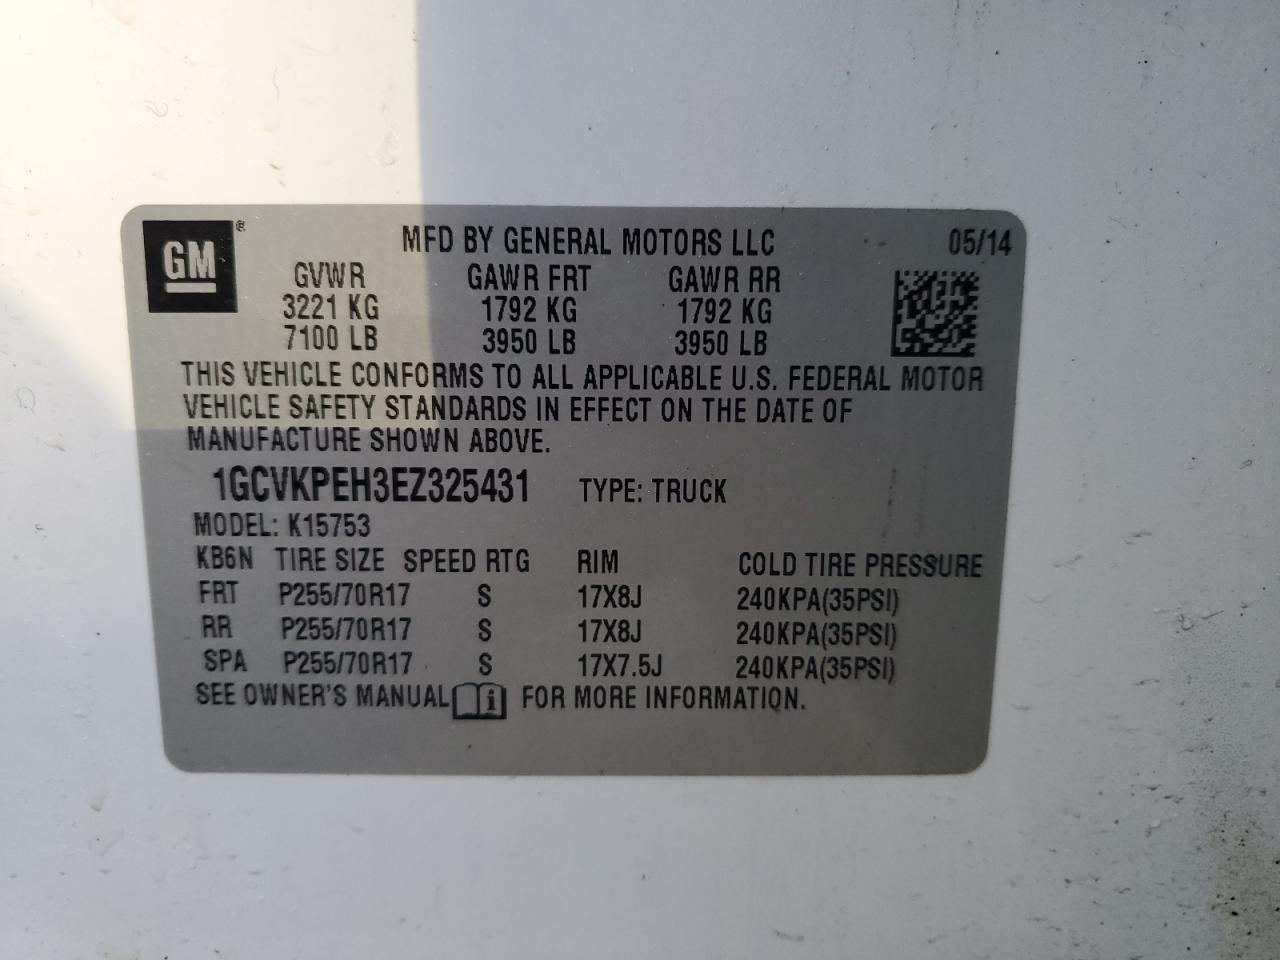 GM ®
MFD BY GENERAL MOTORS LLC 05/14
GVWR GAWR FRT GAWR RR
3221 KG 1792 KG 1792 KG
7100 LB 3950 LB 3950 LB
THIS VEHICLE CONFORMS TO ALL APPLICABLE U.S. FEDERAL MOTOR
VEHICLE SAFETY STANDARDS IN EFFECT ON THE DATE OF
MANUFACTURE SHOWN ABOVE.
1GCVKPEH3EZ325431 TYPE: TRUCK
MODEL: K15753
KB6N TIRE SIZE SPEED RTG RIM COLD TIRE PRESSURE
FRT P255/70R17 S 17X8J 240KPA(35PSI)
RR P255/70R17 S 17X8J 240KPA(35PSI)
SPA P255/70R17 S 17X7.5J 240KPA(35PSI)
SEE OWNER'S MANUAL i FOR MORE INFORMATION.